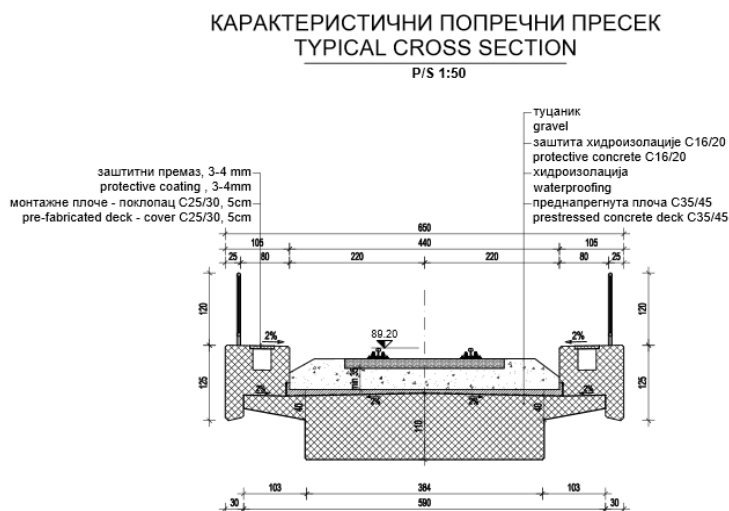 КАРАКТЕРИСТИЧНИ ПОПРЕЧНИ ПРЕСЕК
TYPICAL CROSS SECTION
P/S 1:50
туцаник
gravel
заштита хидроизолације C16/20
protective concrete C16/20
хидроизолација
waterproofing
преднапрегнута плоча C35/45
prestressed concrete deck C35/45
заштитни премаз, 3-4 mm
protective coating , 3-4mm
монтажне плоче - поклопац C25/30, 5cm
pre-fabricated deck - cover C25/30, 5cm
650
105 440 105
25 80 220 220 80 25
120 120
89.20
2% 2%
125 min 35 125
2% 2% 2% 2%
40 40
110
103 384 103
30 590 30